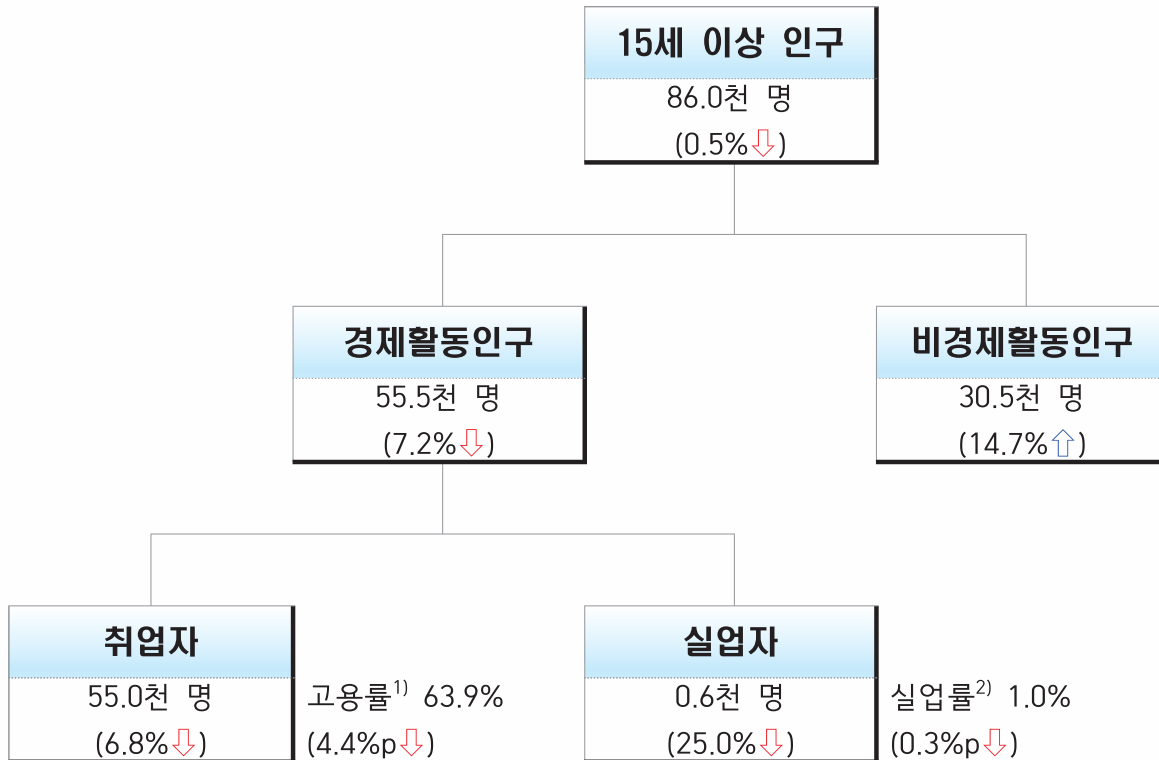 15세 이상 인구
86.0천 명
(0.5%⇩)
경제활동인구
55.5천 명
(7.2%⇩)
비경제활동인구
30.5천 명
(14.7%⇧)
취업자
55.0천 명
(6.8%⇩)
고용률1) 63.9%
(4.4%p⇩)
실업자
0.6천 명
(25.0%⇩)
실업률2) 1.0%
(0.3%p⇩)